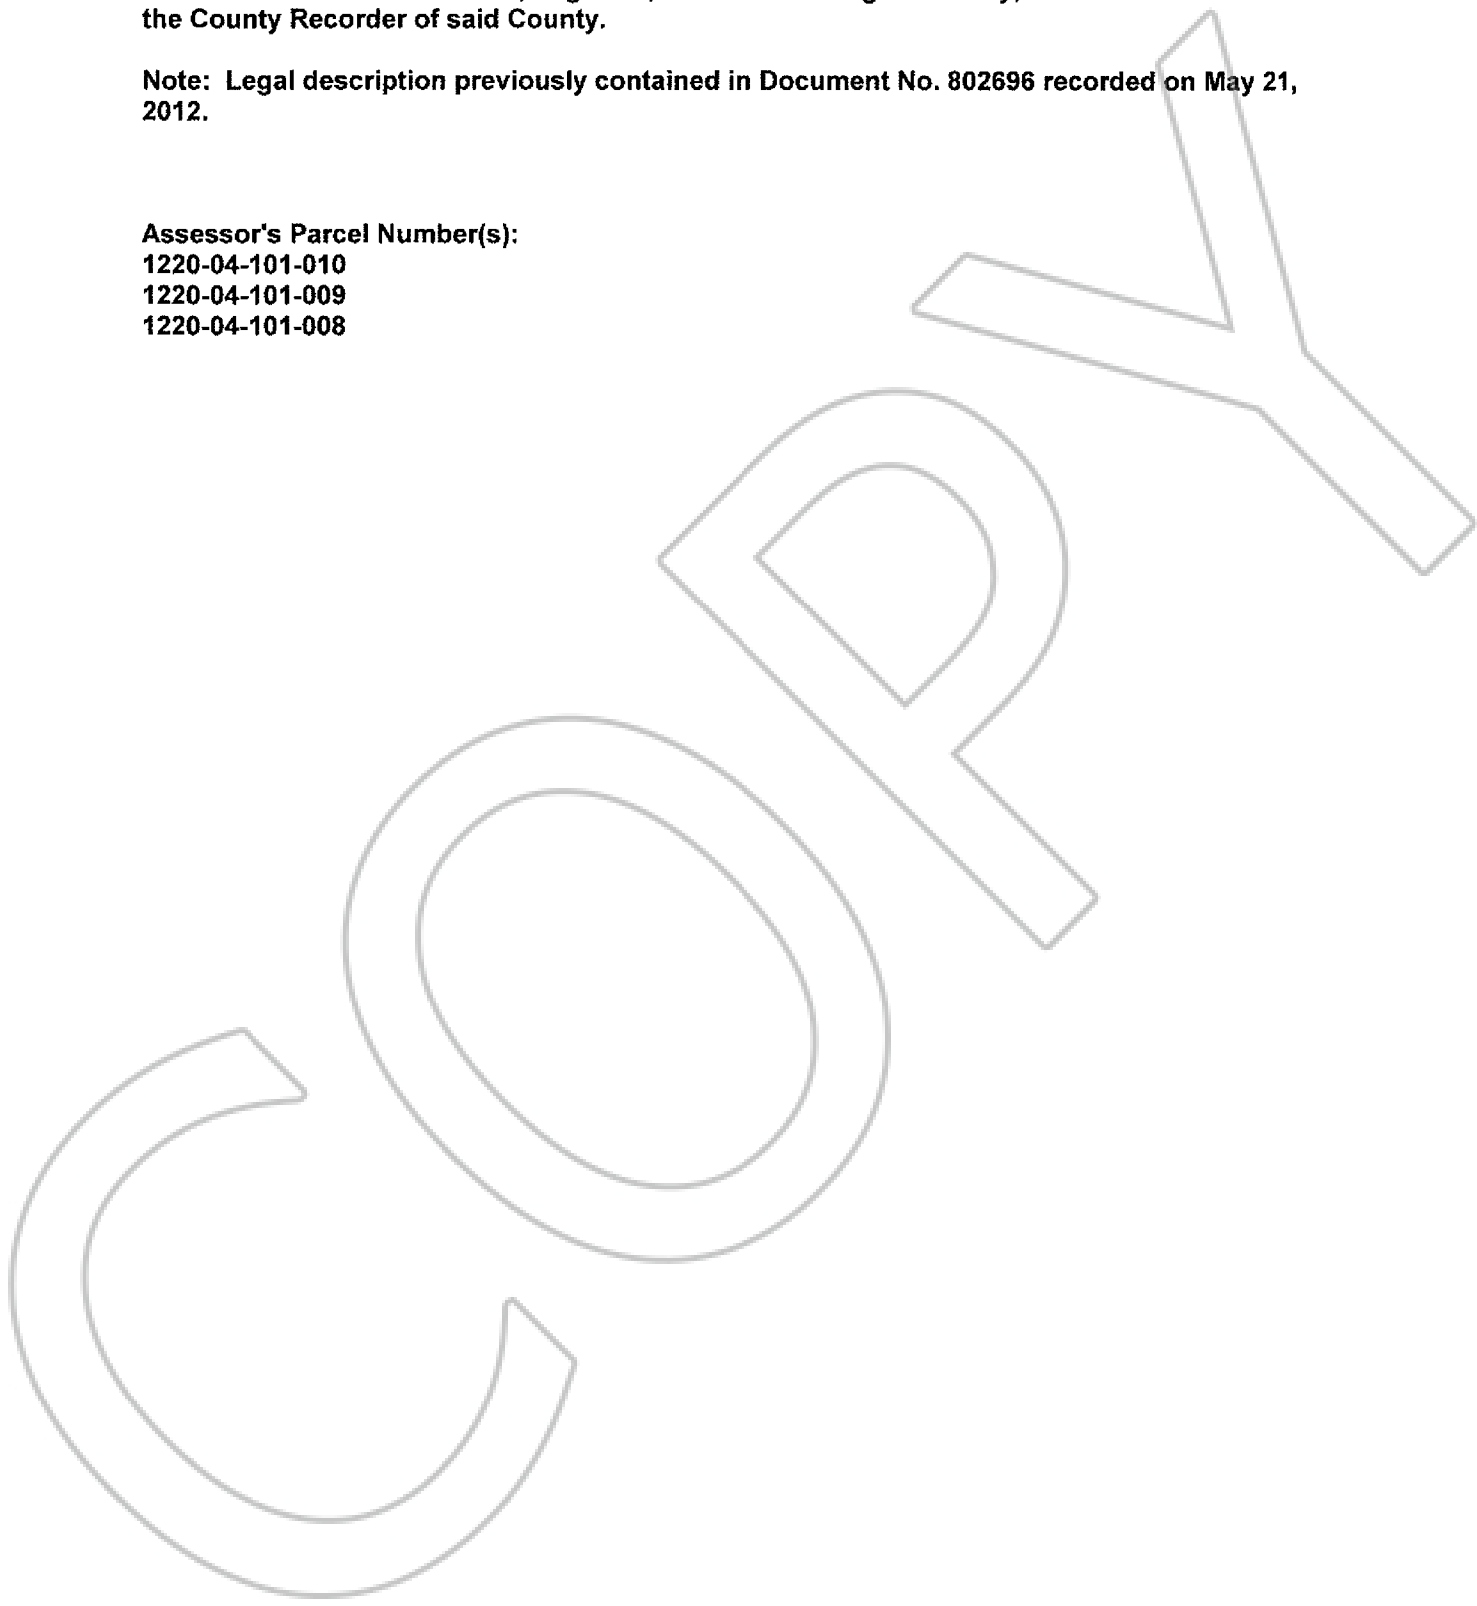 the County Recorder of said County.
Note: Legal description previously contained in Document No. 802696 recorded on May 21,
2012.
Assessor's Parcel Number(s):
1220-04-101-010
1220-04-101-009
1220-04-101-008
COPY